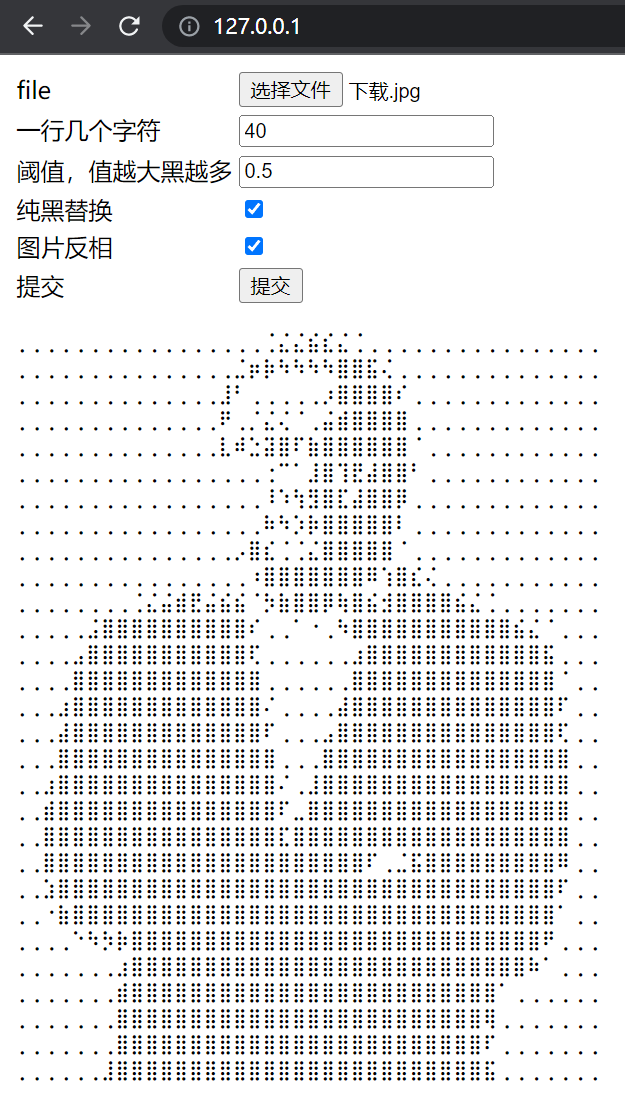 127.0.0.1
file 选择文件 下载.jpg
一行几个字符 40
阈值，值越大黑越多 0.5
纯黑替换
图片反相
提交 提交